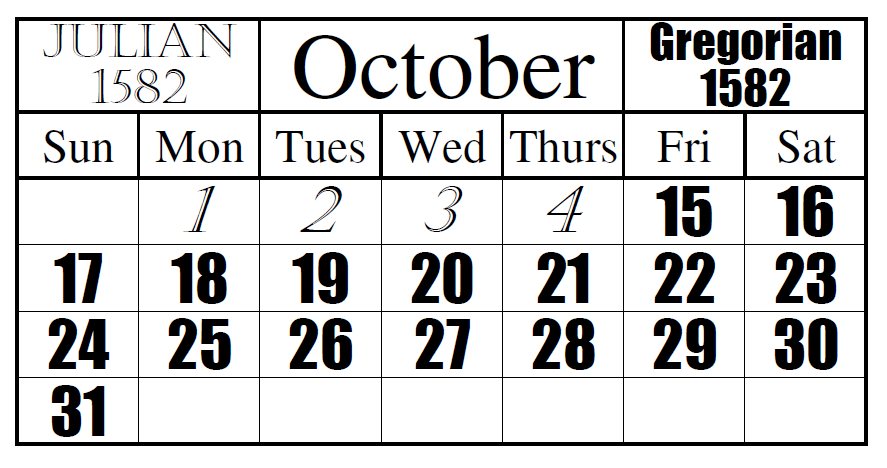 JULIAN 1582 October Gregorian 1582
Sun Mon Tues Wed Thurs Fri Sat
1 2 3 4 15 16
17 18 19 20 21 22 23
24 25 26 27 28 29 30
31